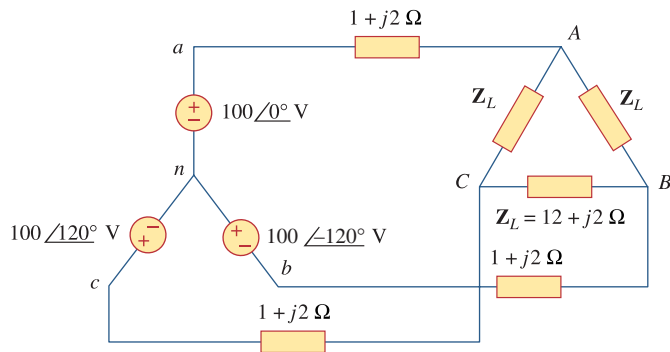 1 + j2 Ω
a
A
+
−
100∠0° V
Z_L
Z_L
n
C
B
100∠120° V
−
+
+
−
100∠−120° V
Z_L = 12 + j2 Ω
b
1 + j2 Ω
c
1 + j2 Ω